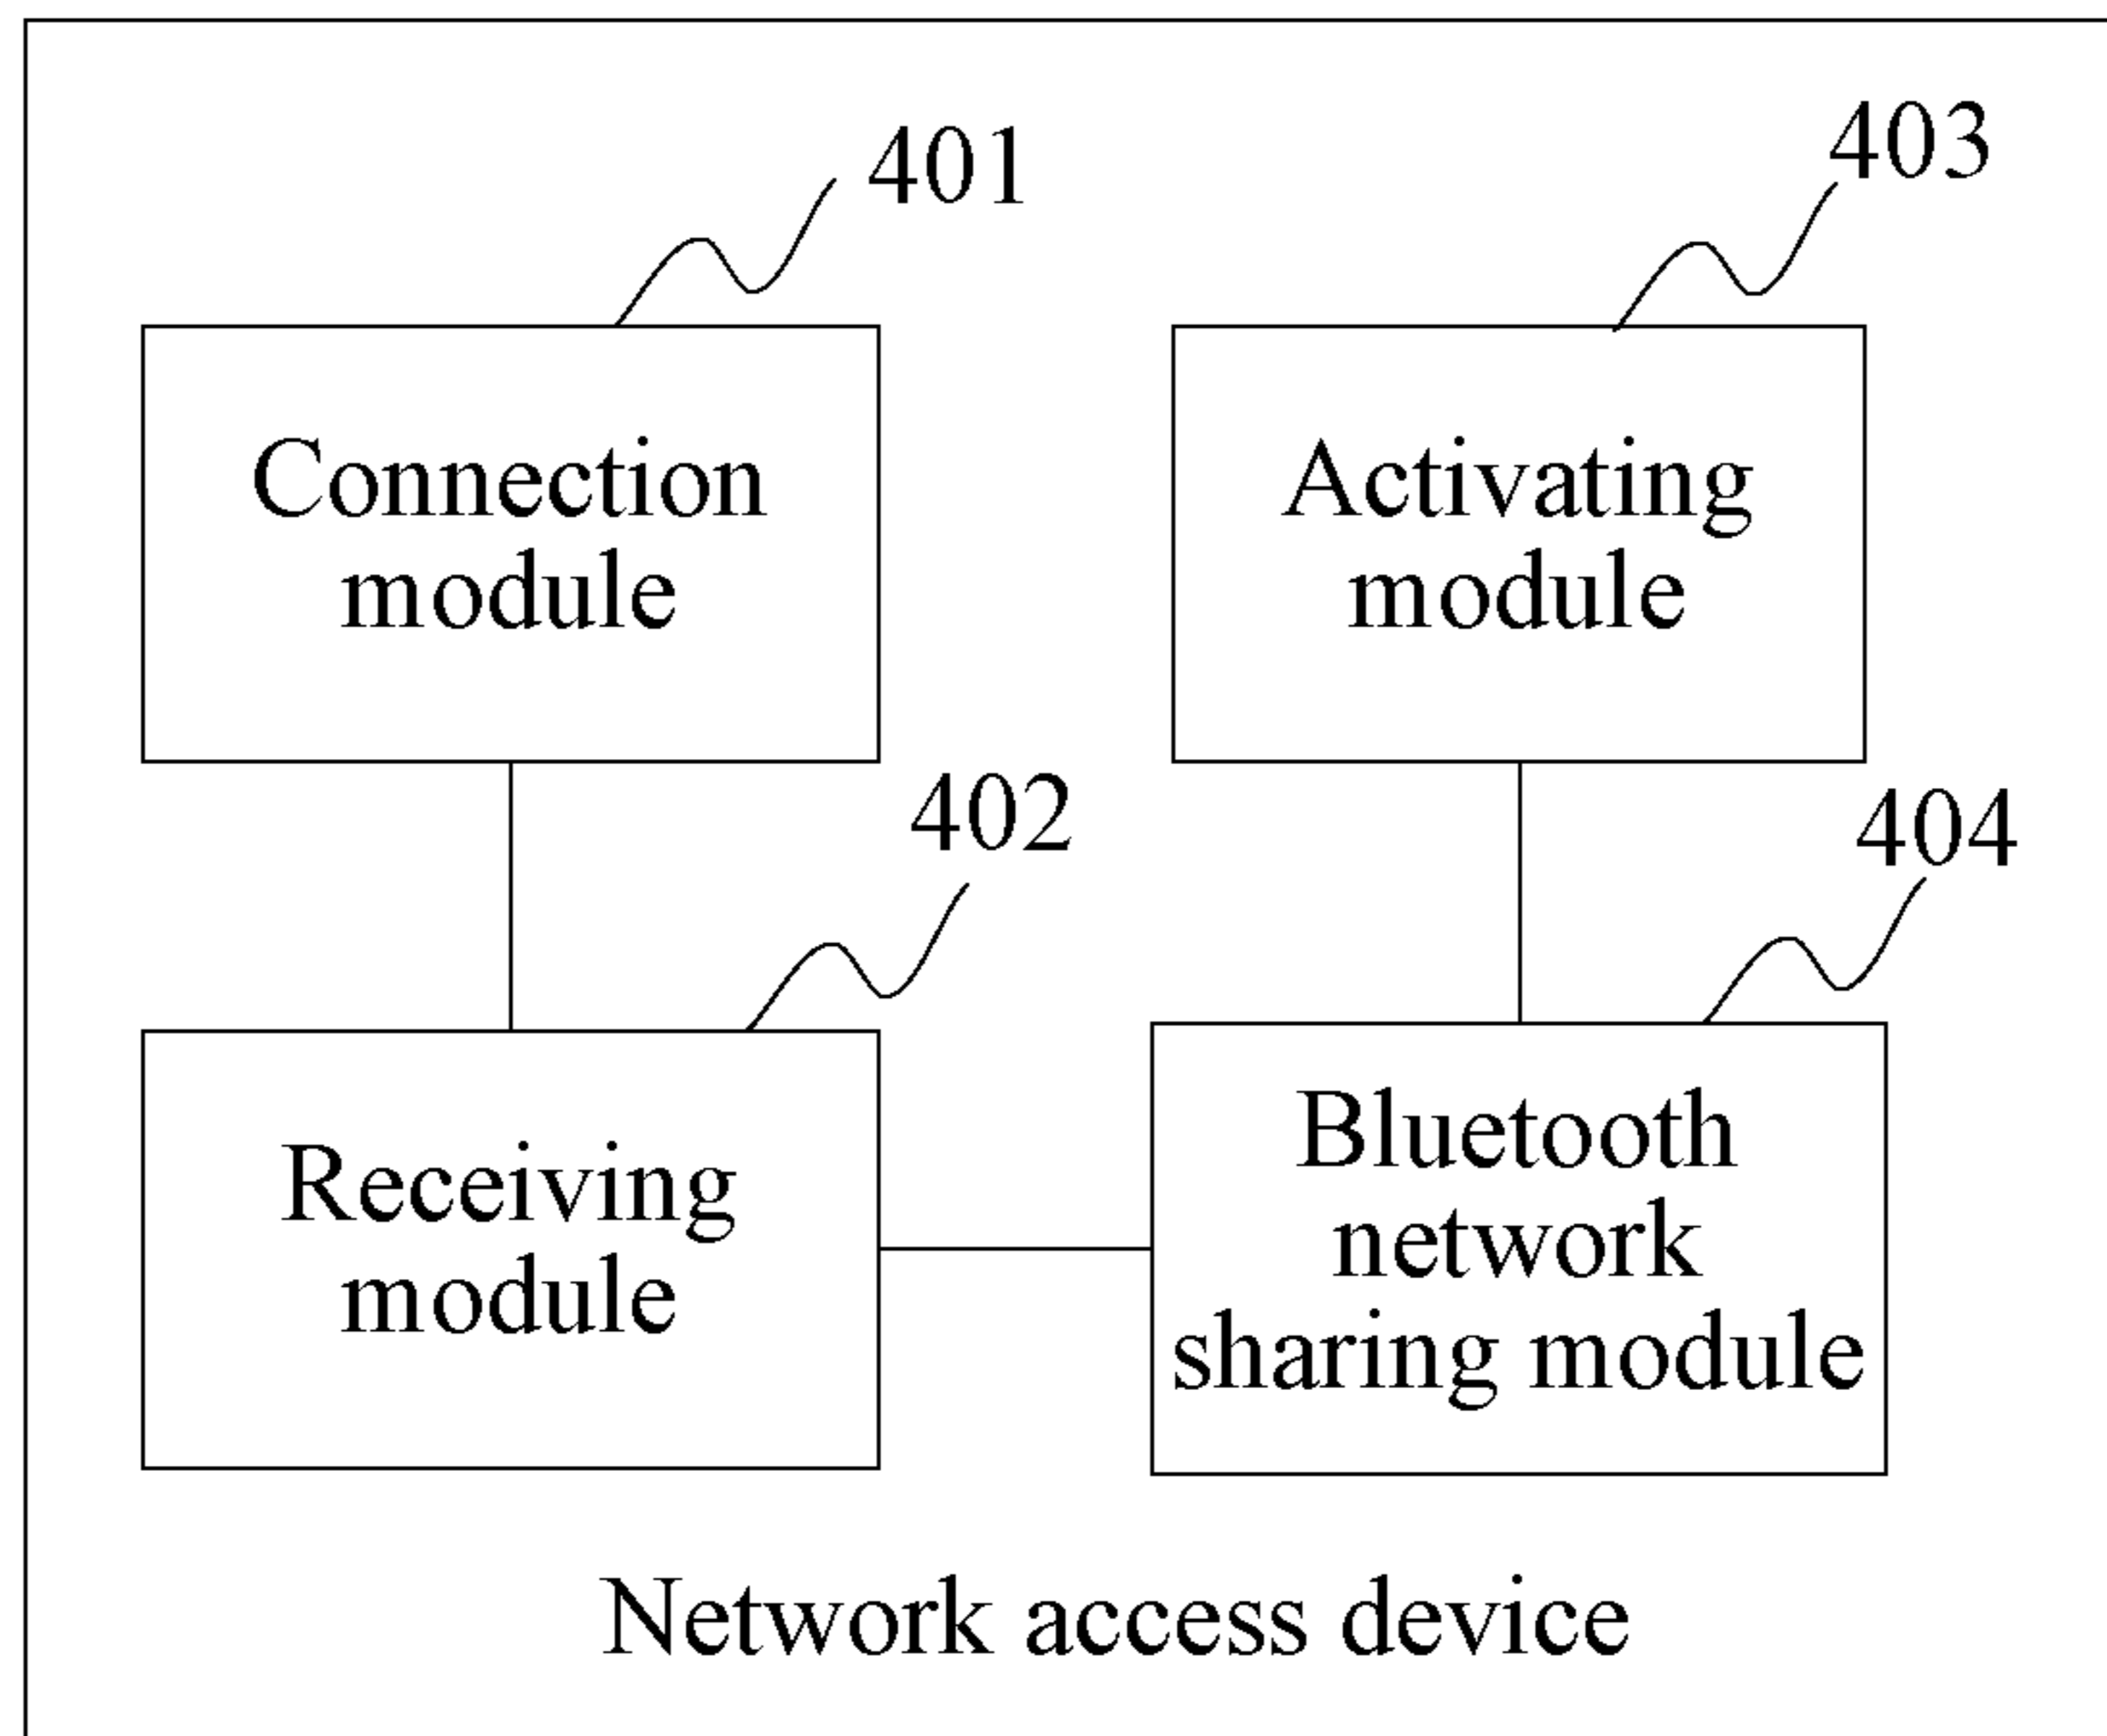 401
403
Connection
module
Activating
module
402
404
Receiving
module
Bluetooth
network
sharing module
Network access device